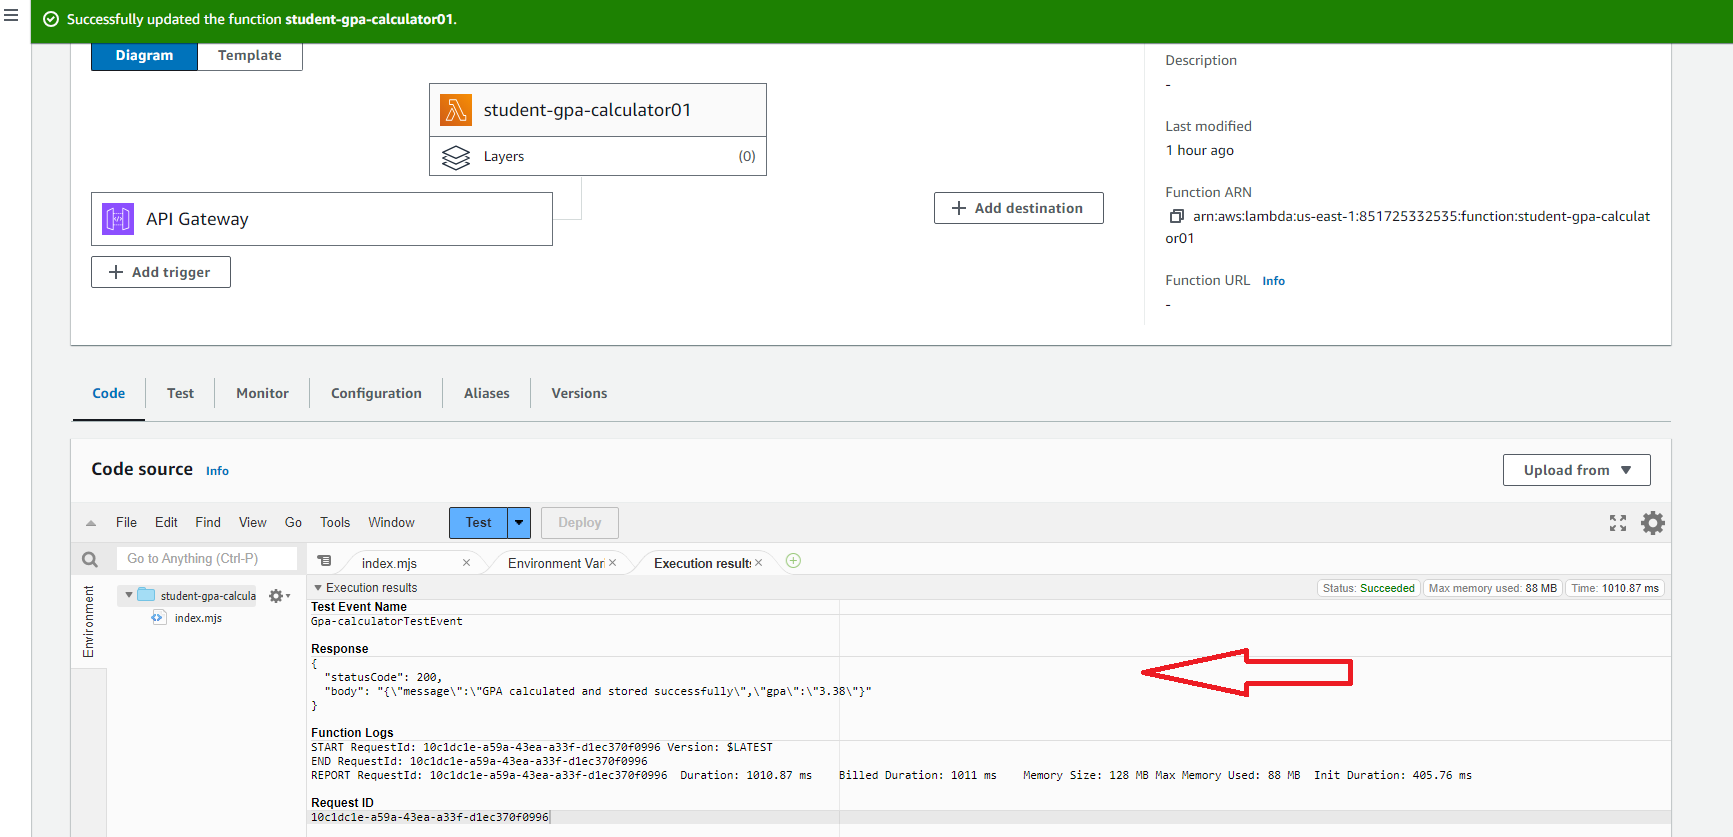 Successfully updated the function student-gpa-calculator01.
Diagram
Template
student-gpa-calculator01
Layers
(0)
API Gateway
+ Add trigger
+ Add destination
Description
-
Last modified
1 hour ago
Function ARN
arn:aws:lambda:us-east-1:851725332535:function:student-gpa-calculat
or01
Function URL Info
-
Code
Test
Monitor
Configuration
Aliases
Versions
Code source Info
Upload from
File Edit Find View Go Tools Window
Test
Deploy
Go to Anything (Ctrl-P)
index.mjs
Environment Var
Execution results
Environment
student-gpa-calcula
index.mjs
Execution results
Status: Succeeded
Max memory used: 88 MB
Time: 1010.87 ms
Test Event Name
Gpa-calculatorTestEvent
Response
{
"statusCode": 200,
"body": "{\"message\":\"GPA calculated and stored successfully\",\"gpa\":\"3.38\"}"
}
Function Logs
START RequestId: 10c1dc1e-a59a-43ea-a33f-d1ec370f0996 Version: $LATEST
END RequestId: 10c1dc1e-a59a-43ea-a33f-d1ec370f0996
REPORT RequestId: 10c1dc1e-a59a-43ea-a33f-d1ec370f0996 Duration: 1010.87 ms Billed Duration: 1011 ms Memory Size: 128 MB Max Memory Used: 88 MB Init Duration: 405.76 ms
Request ID
10c1dc1e-a59a-43ea-a33f-d1ec370f0996